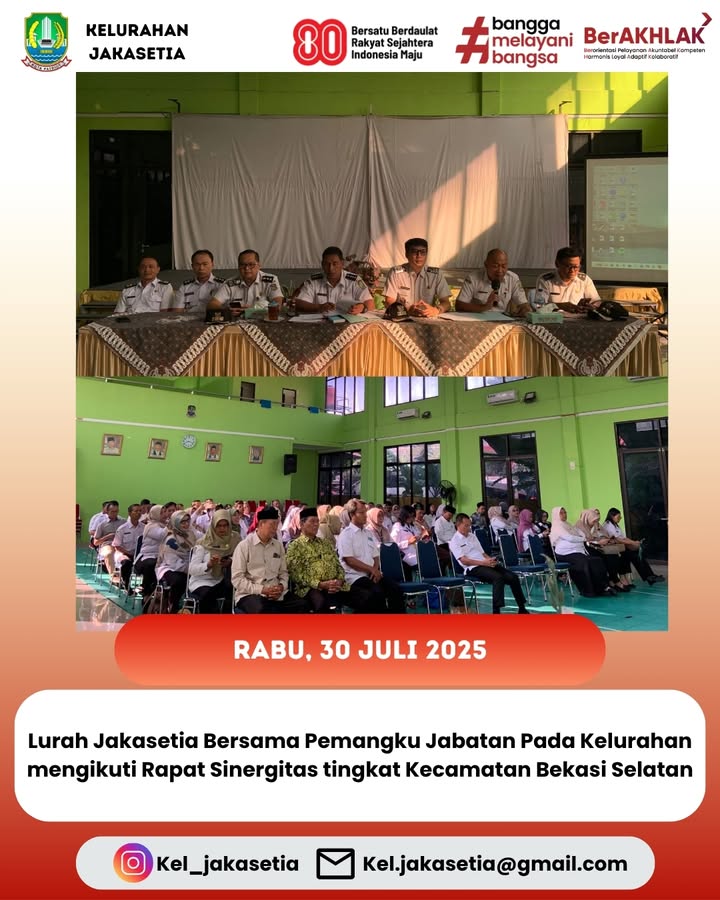 KELURAHAN
JAKASETIA
80
Bersatu Berdaulat
Rakyat Sejahtera
Indonesia Maju
#bangga
melayani
bangsa
BerAKHLAK
Berorientasi Pelayanan Akuntabel Kompeten
Harmonis Loyal Adaptif Kolaboratif
RABU, 30 JULI 2025
Lurah Jakasetia Bersama Pemangku Jabatan Pada Kelurahan
mengikuti Rapat Sinergitas tingkat Kecamatan Bekasi Selatan
Kel_jakasetia
Kel.jakasetia@gmail.com